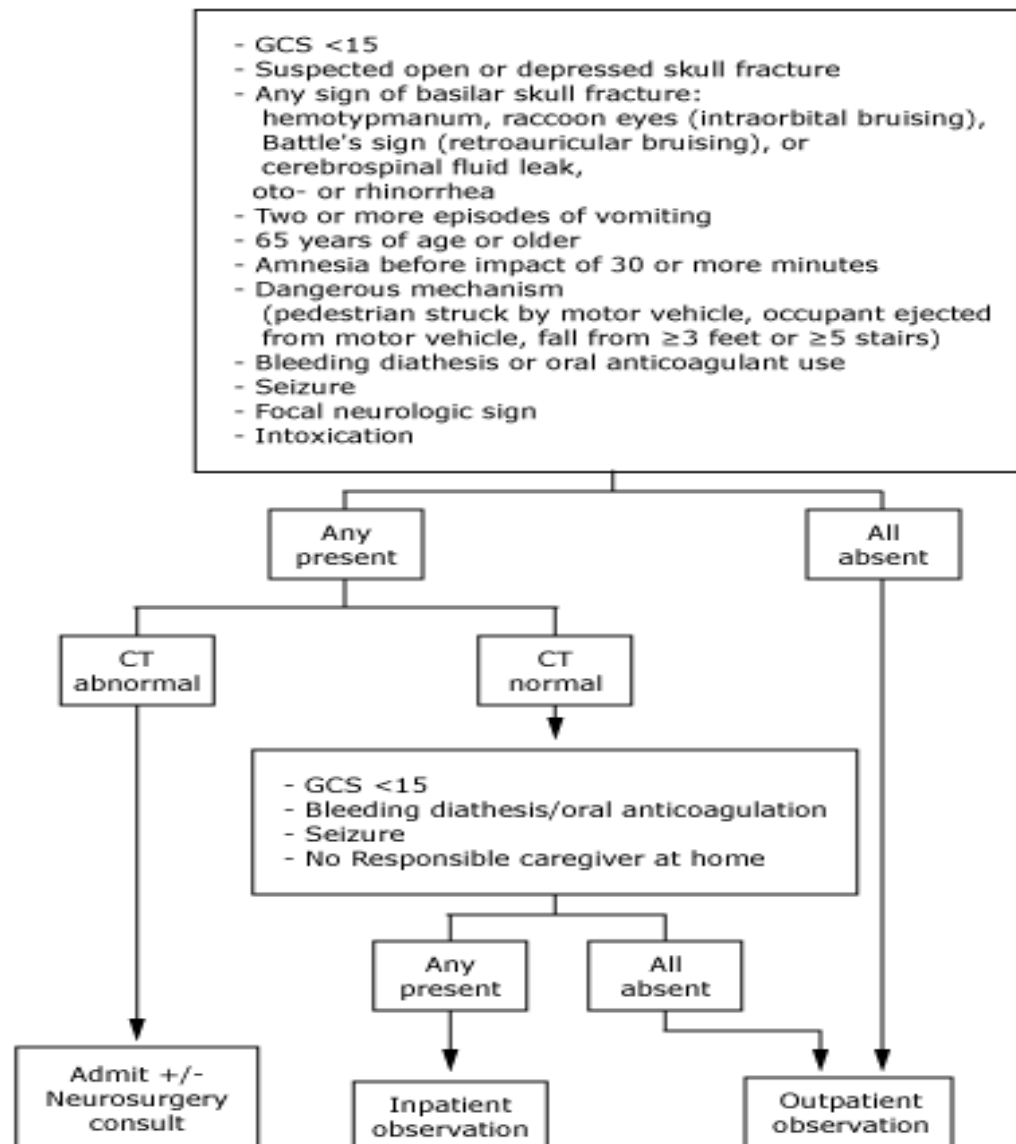 - GCS <15
- Suspected open or depressed skull fracture
- Any sign of basilar skull fracture:
hemotypmanum, raccoon eyes (intraorbital bruising),
Battle's sign (retroauricular bruising), or
cerebrospinal fluid leak,
oto- or rhinorrhea
- Two or more episodes of vomiting
- 65 years of age or older
- Amnesia before impact of 30 or more minutes
- Dangerous mechanism
(pedestrian struck by motor vehicle, occupant ejected
from motor vehicle, fall from ≥3 feet or ≥5 stairs)
- Bleeding diathesis or oral anticoagulant use
- Seizure
- Focal neurologic sign
- Intoxication
Any
present
All
absent
CT
abnormal
CT
normal
- GCS <15
- Bleeding diathesis/oral anticoagulation
- Seizure
- No Responsible caregiver at home
Any
present
All
absent
Admit +/-
Neurosurgery
consult
Inpatient
observation
Outpatient
observation